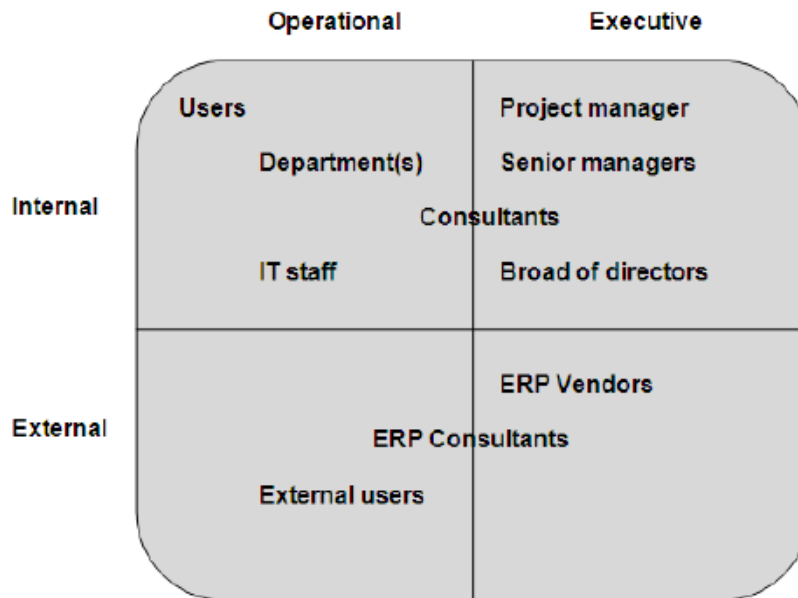 Operational Executive
Users Project manager
Department(s) Senior managers
Internal
Consultants
IT staff Broad of directors
ERP Vendors
External
ERP Consultants
External users